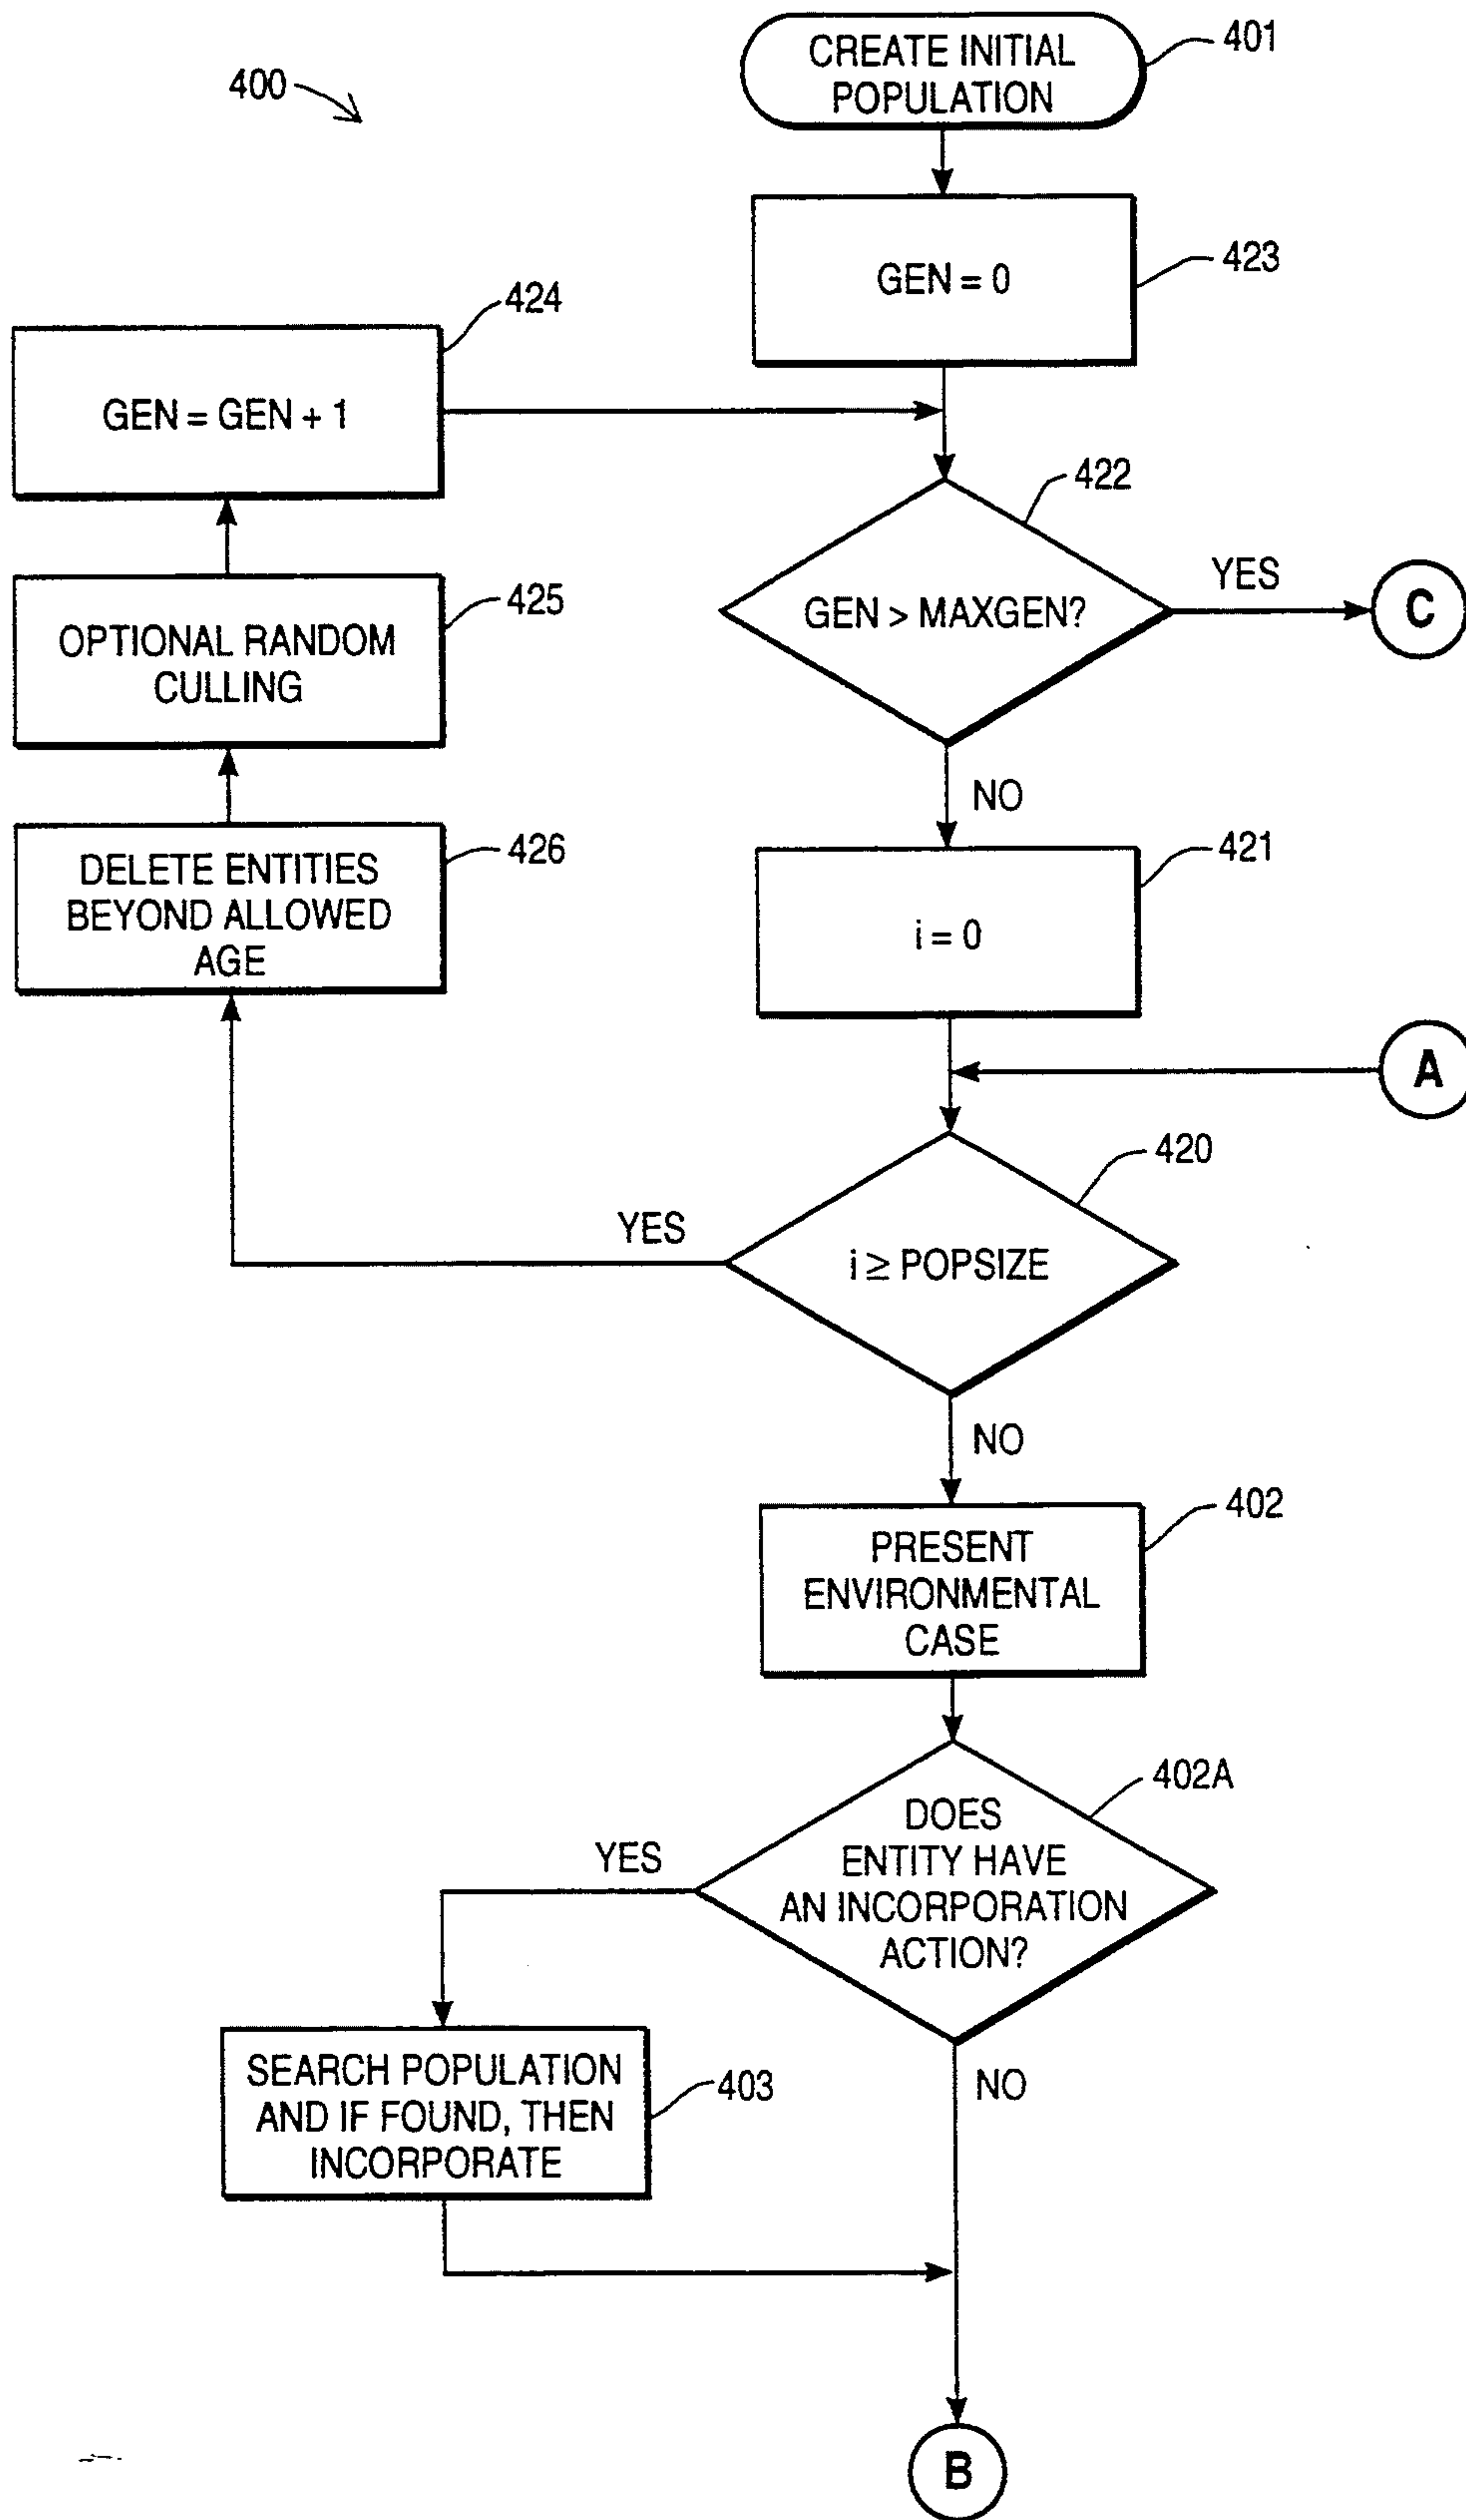 400
CREATE INITIAL
POPULATION
401
GEN = 0
423
424
GEN = GEN + 1
422
GEN > MAXGEN?
YES
C
425
OPTIONAL RANDOM
CULLING
NO
426
DELETE ENTITIES
BEYOND ALLOWED
AGE
421
i = 0
A
420
YES
i ≥ POPSIZE
NO
402
PRESENT
ENVIRONMENTAL
CASE
402A
DOES
ENTITY HAVE
AN INCORPORATION
ACTION?
YES
SEARCH POPULATION
AND IF FOUND, THEN
INCORPORATE
403
NO
B